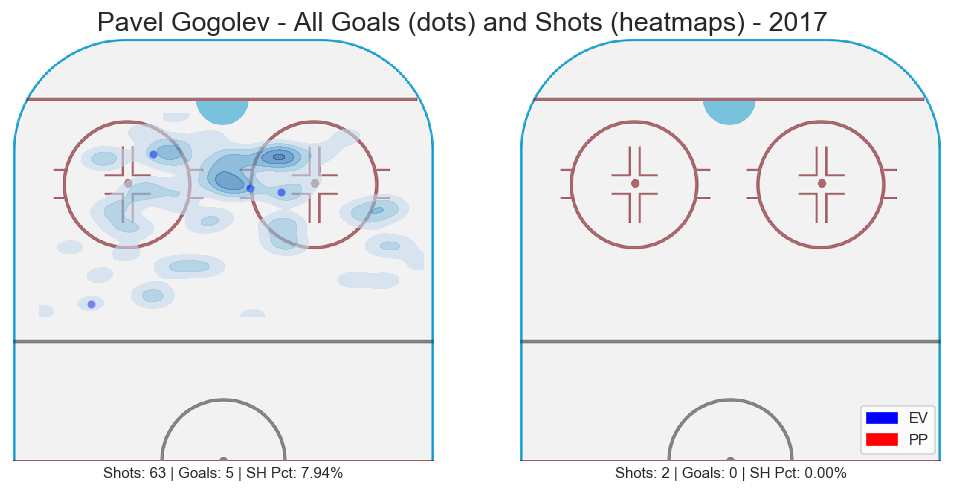 Pavel Gogolev - All Goals (dots) and Shots (heatmaps) - 2017
EV
PP
Shots: 63 | Goals: 5 | SH Pct: 7.94%
Shots: 2 | Goals: 0 | SH Pct: 0.00%